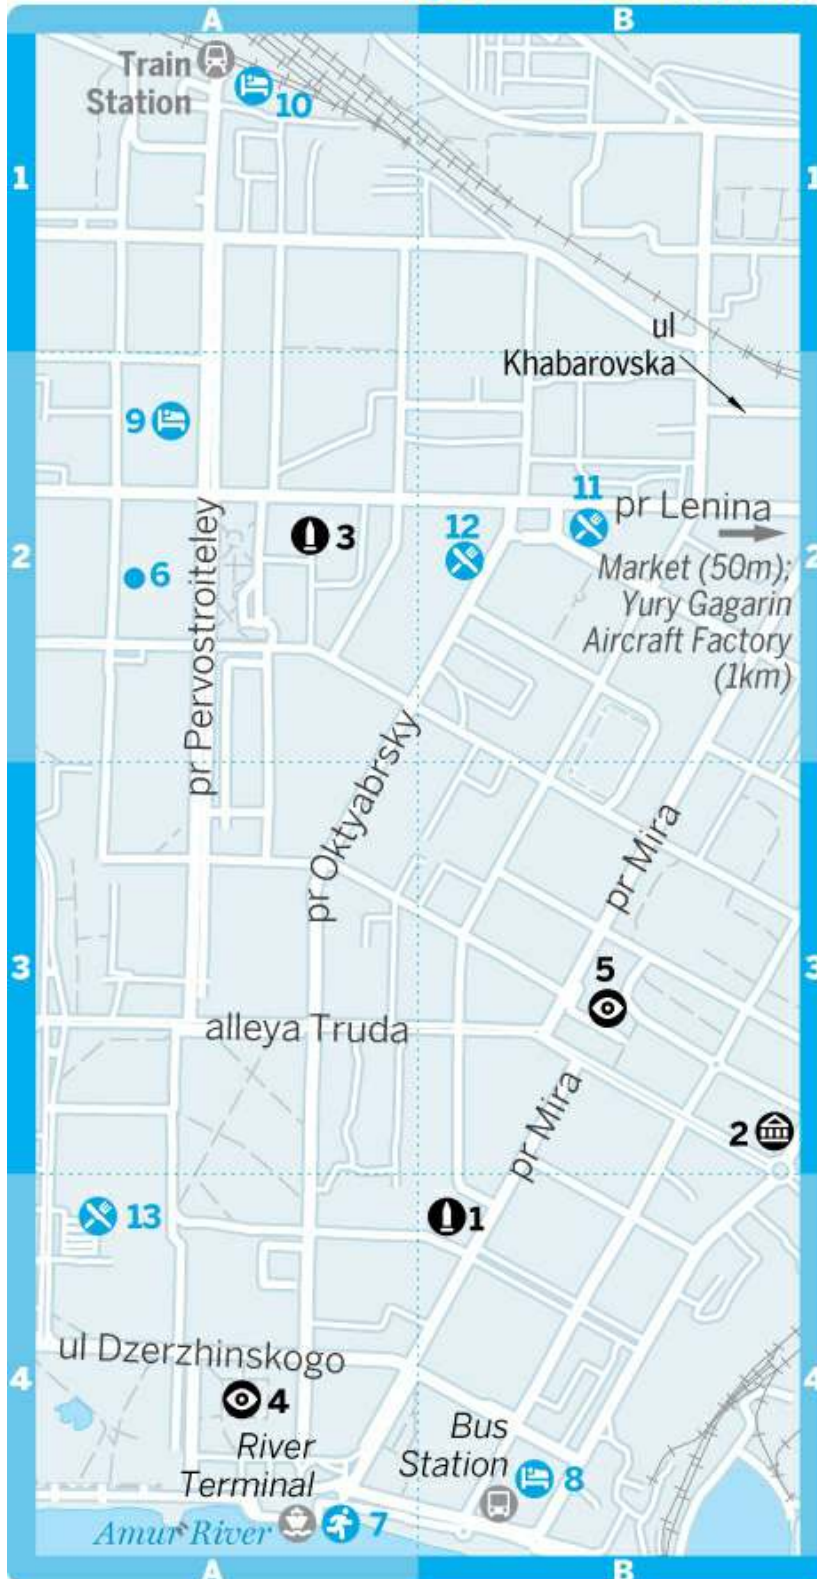 A
B
Train
Station
10
1
1
ul
Khabarovska
9
11
pr Lenina
12
3
2
6
2
Market (50m);
Yury Gagarin
Aircraft Factory
(1km)
pr Pervostroiteley
pr Oktyabrsky
pr Mira
3
5
3
alleya Truda
pr Mira
2
13
1
ul Dzerzhinskogo
4
4
4
Bus
Station
River
Terminal
8
Amur River
7
A
B